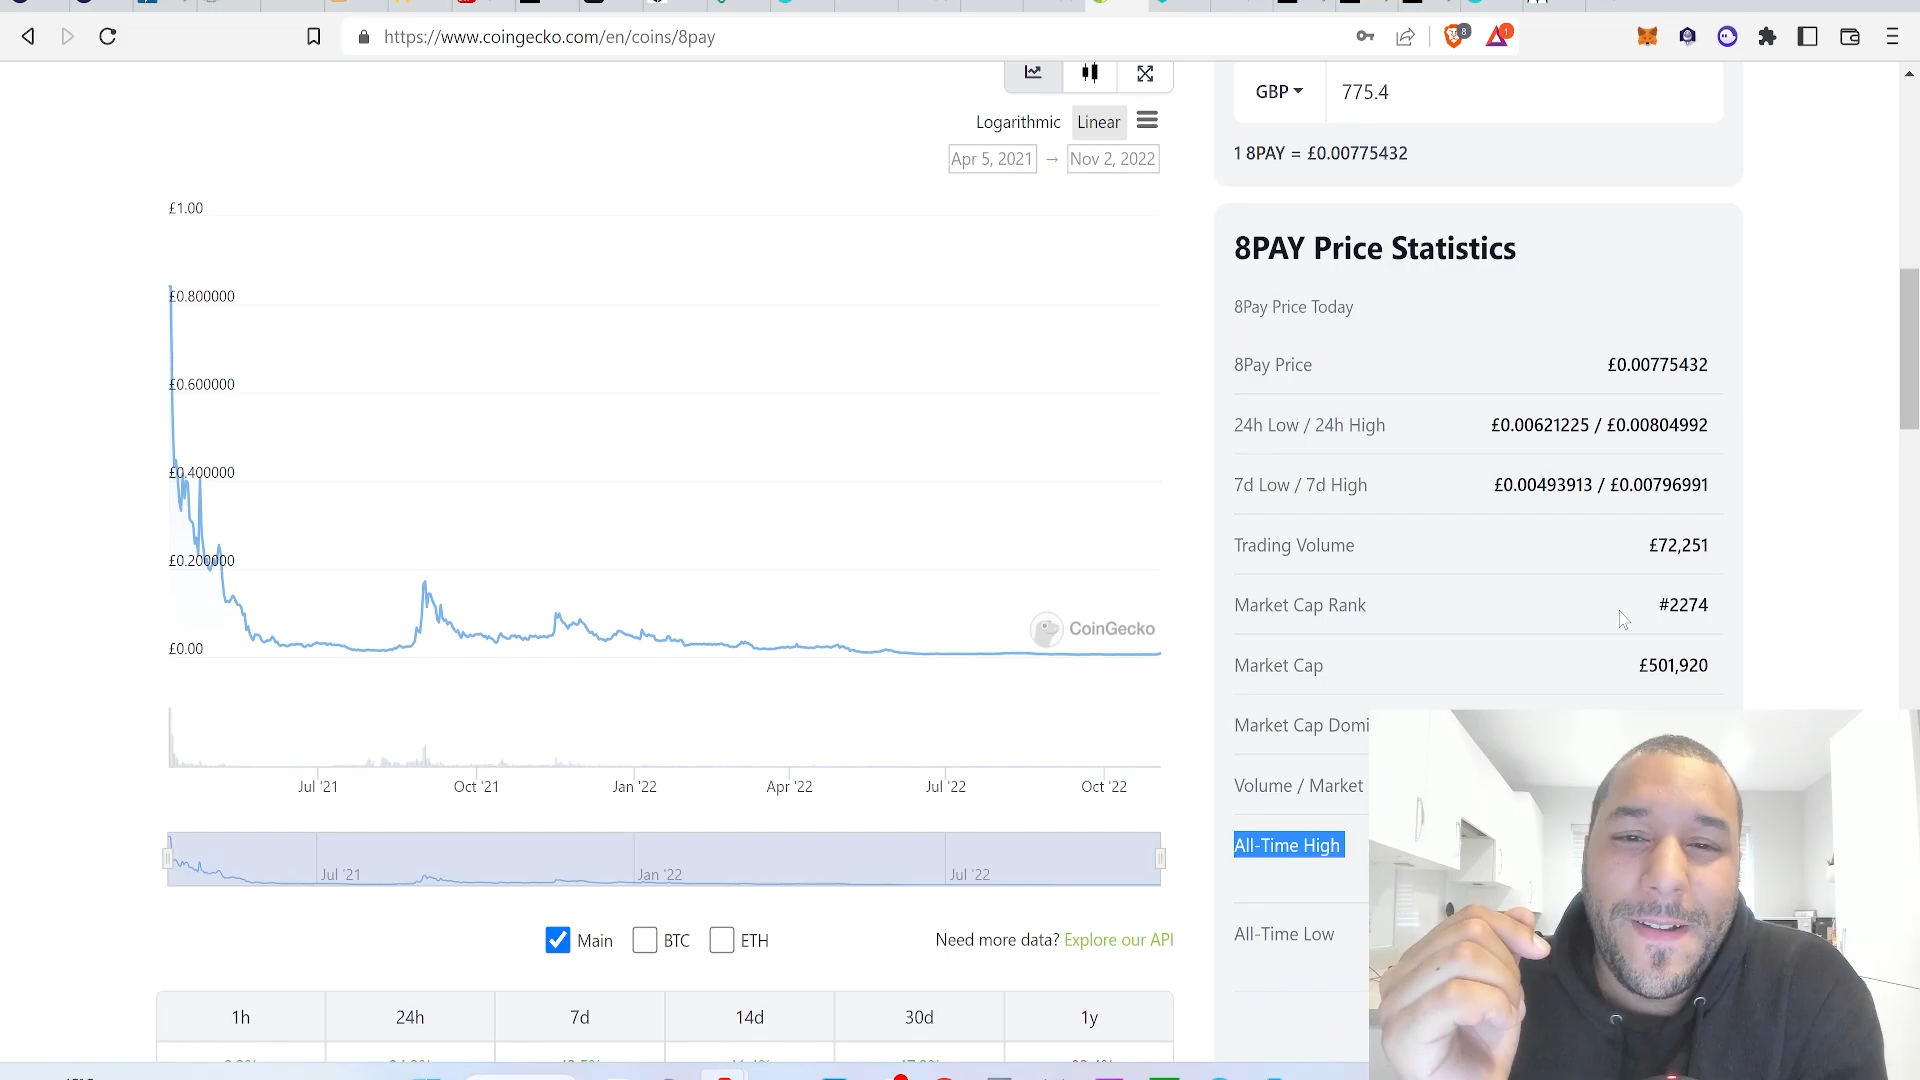 https://www.coingecko.com/en/coins/8pay
8
1
GBP
775.4
1 8PAY = £0.00775432
Logarithmic
Linear
Apr 5, 2021 → Nov 2, 2022
£1.00
£0.800000
£0.600000
£0.400000
£0.200000
£0.00
CoinGecko
Jul '21
Oct '21
Jan '22
Apr '22
Jul '22
Oct '22
Jul '21
Jan '22
Jul '22
Main
BTC
ETH
Need more data? Explore our API
1h
24h
7d
14d
30d
1y
8PAY Price Statistics
8Pay Price Today
8Pay Price £0.00775432
24h Low / 24h High £0.00621225 / £0.00804992
7d Low / 7d High £0.00493913 / £0.00796991
Trading Volume £72,251
Market Cap Rank #2274
Market Cap £501,920
Market Cap Domi
Volume / Market
All-Time High
All-Time Low